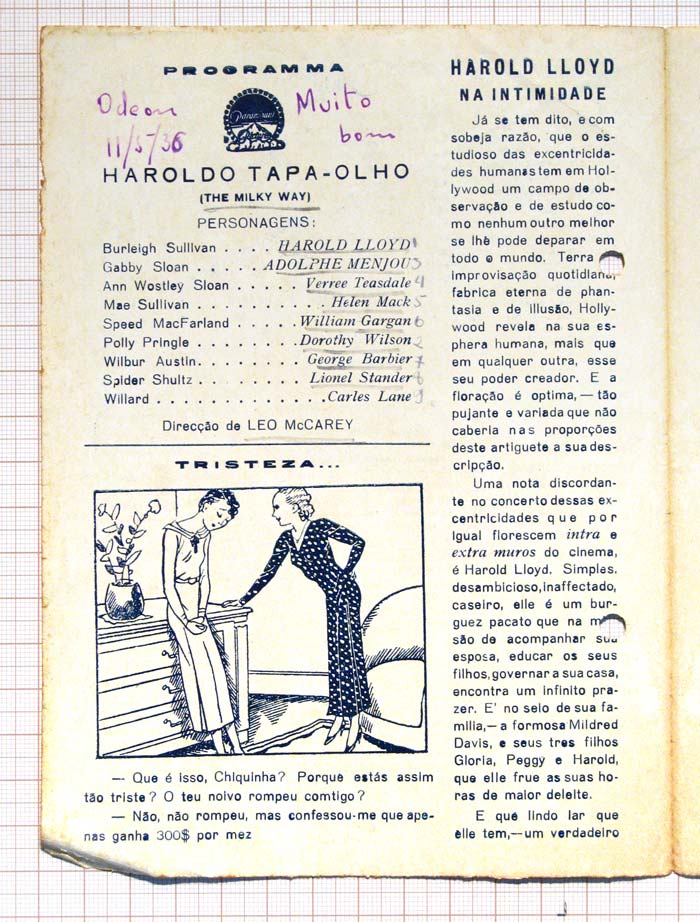 PROGRAMMA
Odeon
11/5/36
Paramount
Muito
bom
HAROLDO TAPA-OLHO
(THE MILKY WAY)
PERSONAGENS:
Burleigh Sullivan . . . . . HAROLD LLOYD 1
Gabby Sloan . . . . . . ADOLPHE MENJOU 3
Ann Wostley Sloan . . . . . . Verree Teasdale 4
Mae Sullivan . . . . . . . . . . Helen Mack 5
Speed MacFarland . . . . . . William Gargan 6
Polly Pringle . . . . . . . . . Dorothy Wilson 2
Wilbur Austin . . . . . . . . . George Barbier 7
Spider Shultz . . . . . . . . . Lionel Stander 8
Willard . . . . . . . . . . . . . . Carles Lane 9
Direcção de LEO McCAREY
TRISTEZA...
— Que é isso, Chiquinha? Porque estás assim
tão triste? O teu noivo rompeu comtigo?
— Não, não rompeu, mas confessou-me que ape-
nas ganha 300$ por mez
HAROLD LLOYD
NA INTIMIDADE
Já se tem dito, e com
sobeja razão, que o es-
tudioso das excentricida-
des humanas tem em Hol-
lywood um campo de ob-
servação e de estudo co-
mo nenhum outro melhor
se lhe pode deparar em
todo o mundo. Terra
improvisação quotidiana,
fabrica eterna de phan-
tasia e de illusão, Holly-
wood revela na sua es-
phera humana, mais que
em qualquer outra, esse
seu poder creador. E a
floração é optima, — tão
pujante e variada que não
caberia nas proporções
deste artiguete a sua des-
cripção.
Uma nota discordan-
te no concerto dessas ex-
centricidades que por
igual florescem intra e
extra muros do cinema,
é Harold Lloyd. Simples.
desambicioso, inaffectado,
caseiro, elle é um bur-
guez pacato que na
são de acompanhar sua
esposa, educar os seus
filhos, governar a sua casa,
encontra um infinito pra-
zer. E' no seio de sua fa-
milia, — a formosa Mildred
Davis, e seus tres filhos
Gloria, Peggy e Harold,
que elle frue as suas ho-
ras de maior deleite.
E que lindo lar que
elle tem, — um verdadeiro